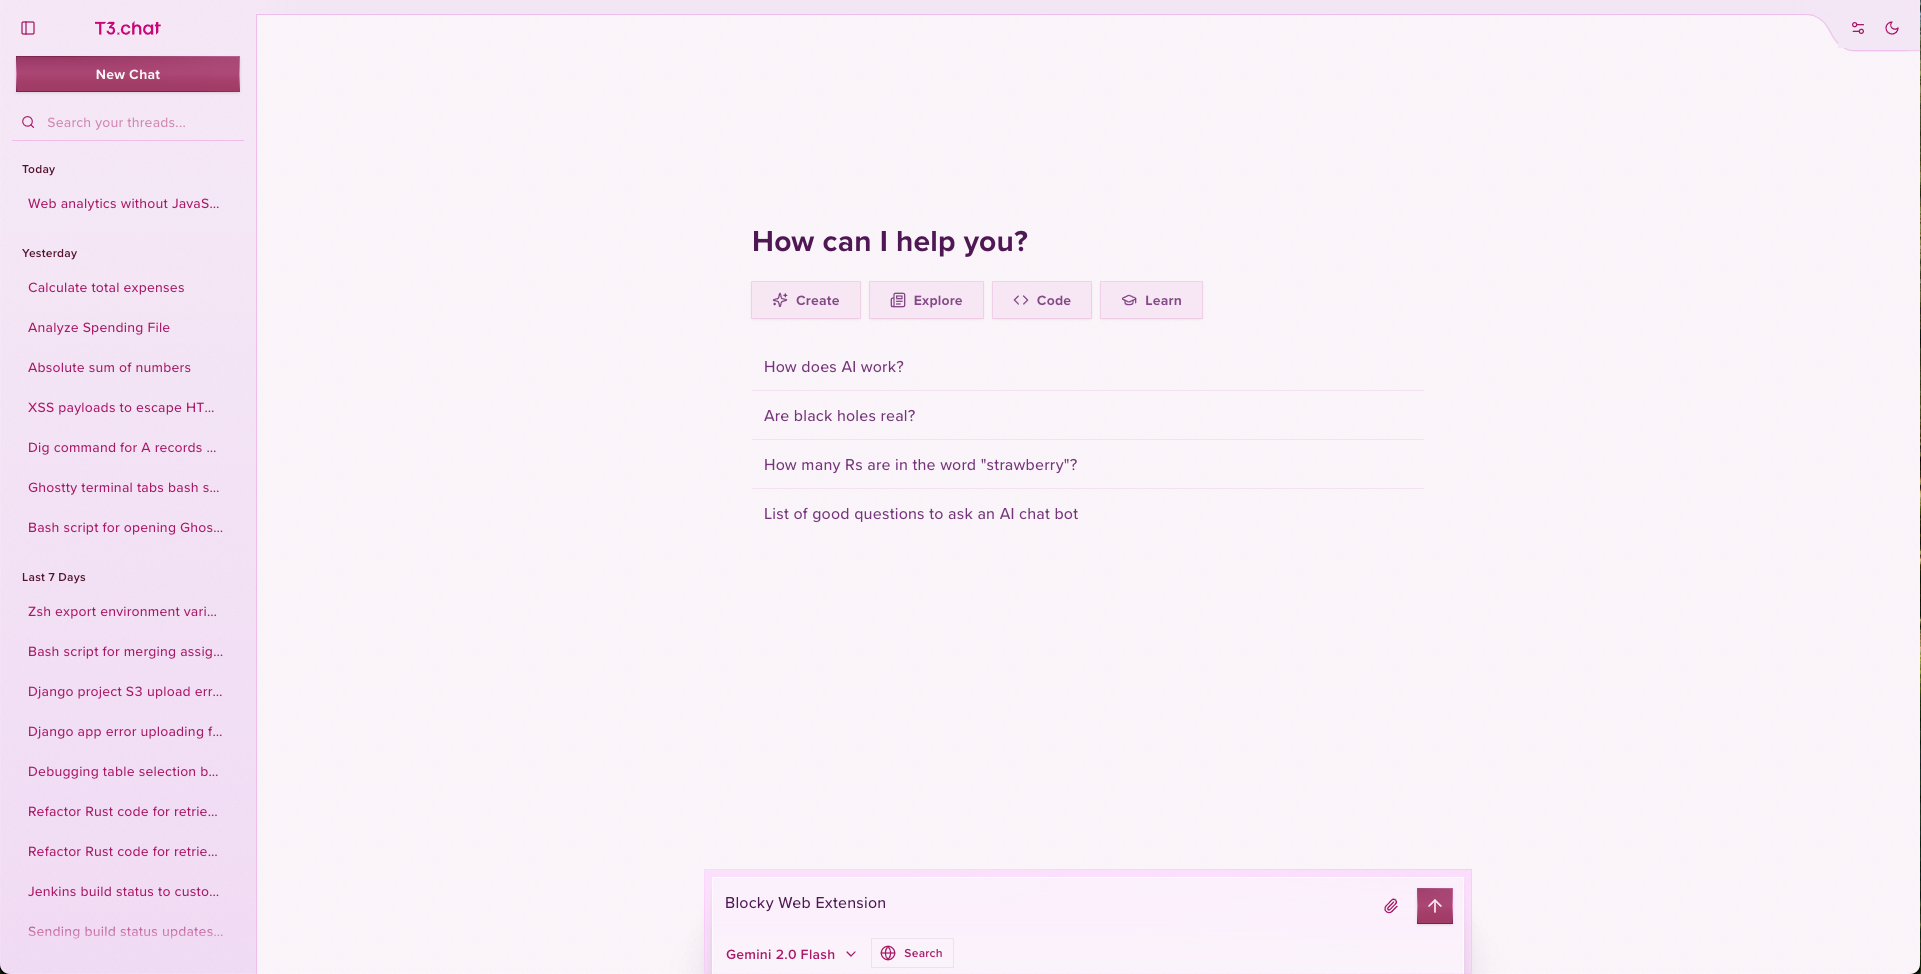 T3.chat
New Chat
Search your threads...
Today
Web analytics without JavaS...
Yesterday
Calculate total expenses
Analyze Spending File
Absolute sum of numbers
XSS payloads to escape HT...
Dig command for A records ...
Ghostty terminal tabs bash s...
Bash script for opening Ghos...
Last 7 Days
Zsh export environment vari...
Bash script for merging assig...
Django project S3 upload err...
Django app error uploading f...
Debugging table selection b...
Refactor Rust code for retrie...
Refactor Rust code for retrie...
Jenkins build status to custo...
Sending build status updates...
How can I help you?
Create Explore Code Learn
How does AI work?
Are black holes real?
How many Rs are in the word "strawberry"?
List of good questions to ask an AI chat bot
Blocky Web Extension
Gemini 2.0 Flash Search